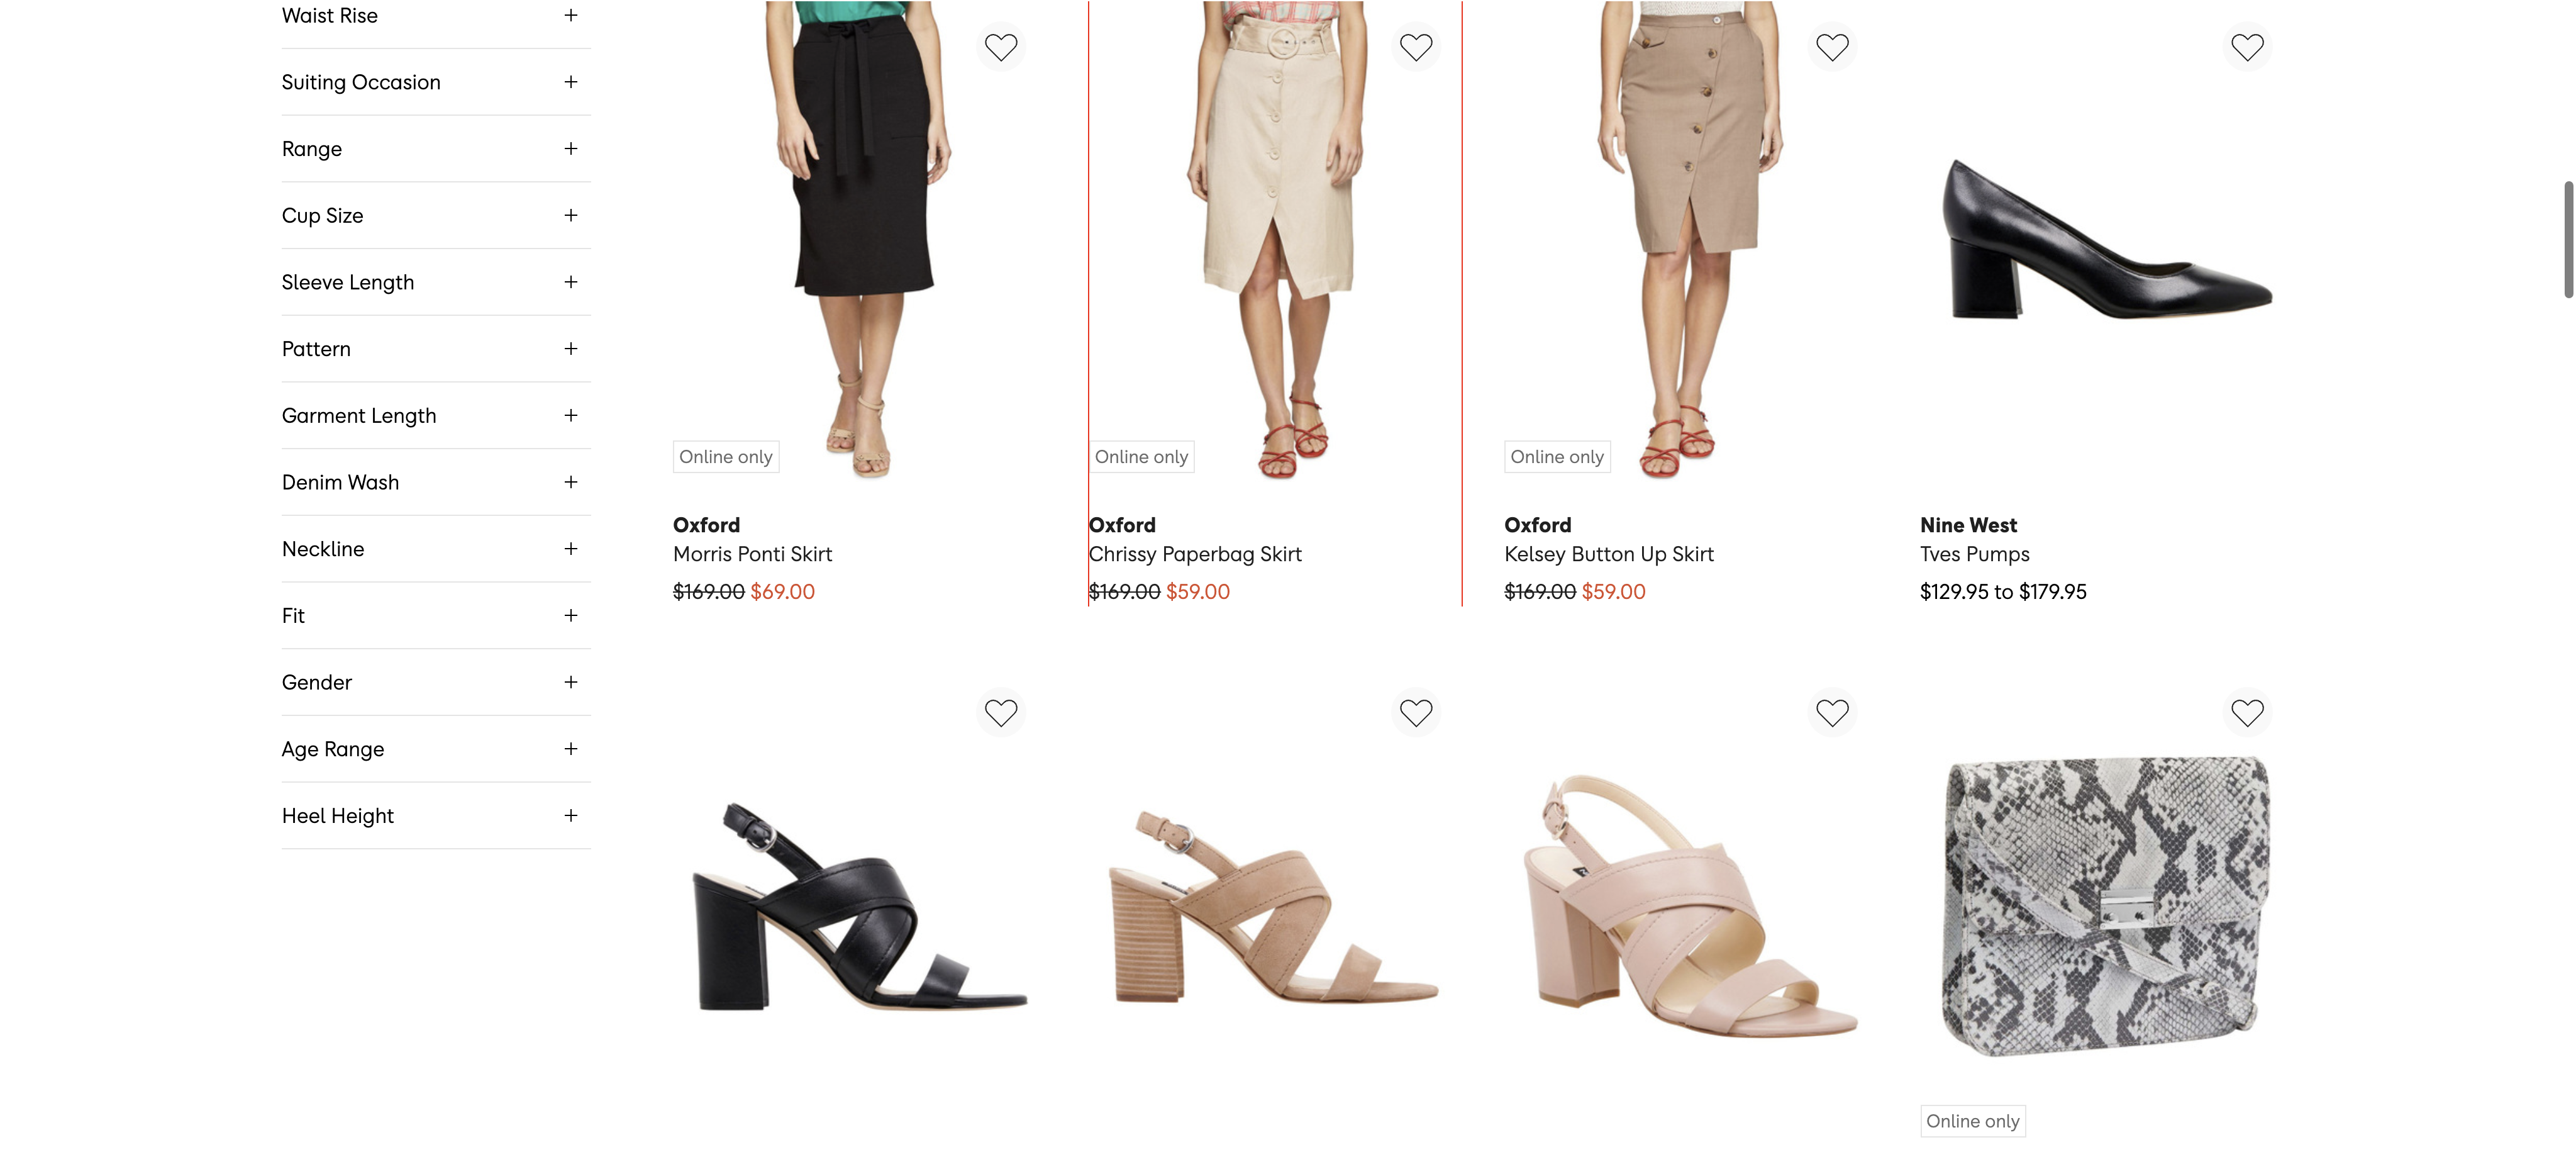 Waist Rise
Suiting Occasion
Range
Cup Size
Sleeve Length
Pattern
Garment Length
Denim Wash
Neckline
Fit
Gender
Age Range
Heel Height
Online only
Oxford
Morris Ponti Skirt
$169.00 $69.00
Online only
Oxford
Chrissy Paperbag Skirt
$169.00 $59.00
Online only
Oxford
Kelsey Button Up Skirt
$169.00 $59.00
Nine West
Tves Pumps
$129.95 to $179.95
Online only